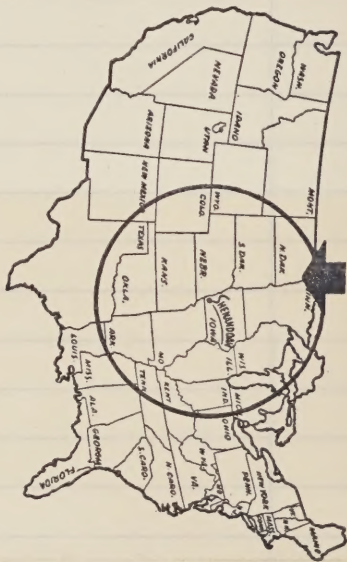 WASH.
OREGON
CALIFORNIA
NEVADA
IDAHO
UTAH
ARIZONA
MONT.
WYO.
COLO.
NEW MEXICO
N DAK.
S. DAK.
NEBR.
KANS.
OKLA.
TEXAS
MINN.
IOWA
MO
ARK
LOUIS.
WIS
ILL.
MICH
IND.
OHIO
KENT
TENN.
MISS.
ALA.
GEORGIA
FLORIDA
S. CARO.
N CARO.
VA.
W. VA.
PENN.
NEW YORK
MASS.
MAINE